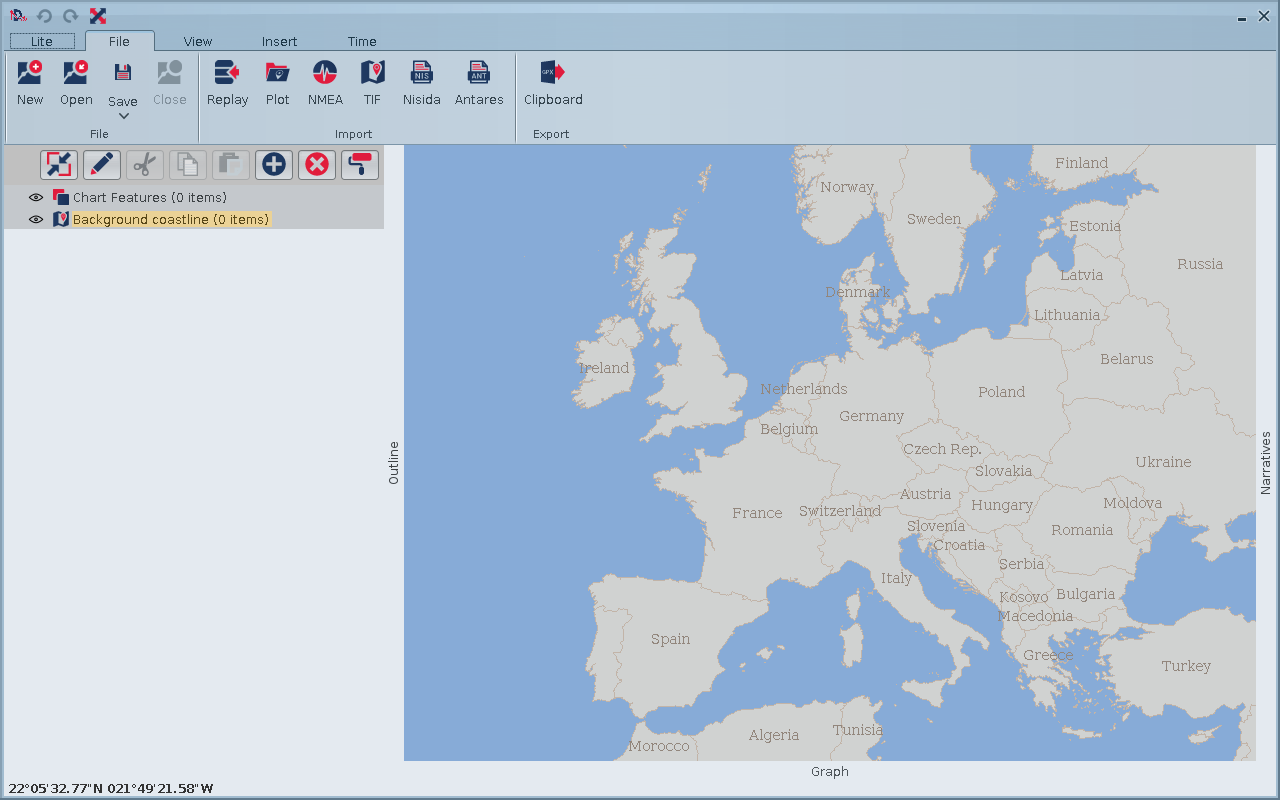 Lite File View Insert Time
New Open Save Close Replay Plot NMEA TIF Nisida Antares Clipboard
NIS ANT GPX
File Import Export
Chart Features (0 items)
Background coastline (0 items)
Outline
Finland
Norway
Sweden
Estonia
Russia
Latvia
Denmark
Lithuania
Belarus
Ireland
Netherlands
Poland
Germany
Belgium
Czech Rep.
Ukraine
Slovakia
Austria
Moldova
Hungary
France
Switzerland
Slovenia
Romania
Croatia
Serbia
Italy
Kosovo
Bulgaria
Macedonia
Spain
Greece
Turkey
Tunisia
Algeria
Morocco
Narratives
Graph
22°05'32.77"N 021°49'21.58"W